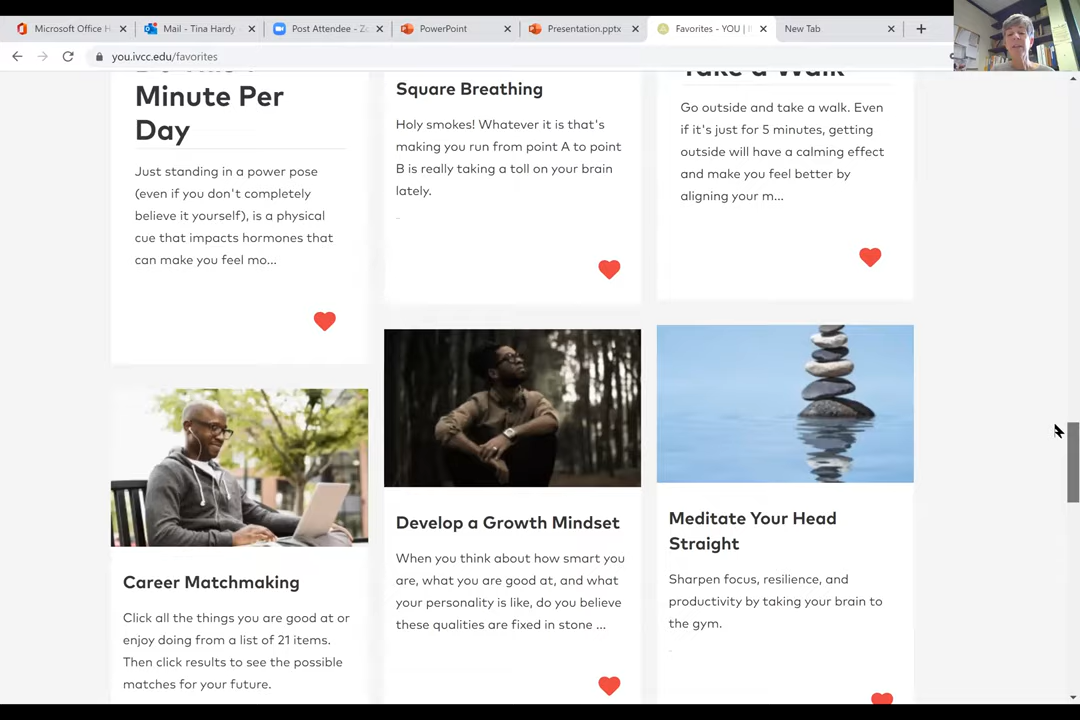 Microsoft Office H
Mail - Tina Hardy
Post Attendee - Zo
PowerPoint
Presentation.pptx
Favorites - YOU | t
New Tab
you.ivcc.edu/favorites
Minute Per
Day
Just standing in a power pose
(even if you don't completely
believe it yourself), is a physical
cue that impacts hormones that
can make you feel mo...
Square Breathing
Holy smokes! Whatever it is that's
making you run from point A to point
B is really taking a toll on your brain
lately.
Take a Walk
Go outside and take a walk. Even
if it's just for 5 minutes, getting
outside will have a calming effect
and make you feel better by
aligning your m...
Career Matchmaking
Click all the things you are good at or
enjoy doing from a list of 21 items.
Then click results to see the possible
matches for your future.
Develop a Growth Mindset
When you think about how smart you
are, what you are good at, and what
your personality is like, do you believe
these qualities are fixed in stone ...
Meditate Your Head
Straight
Sharpen focus, resilience, and
productivity by taking your brain to
the gym.